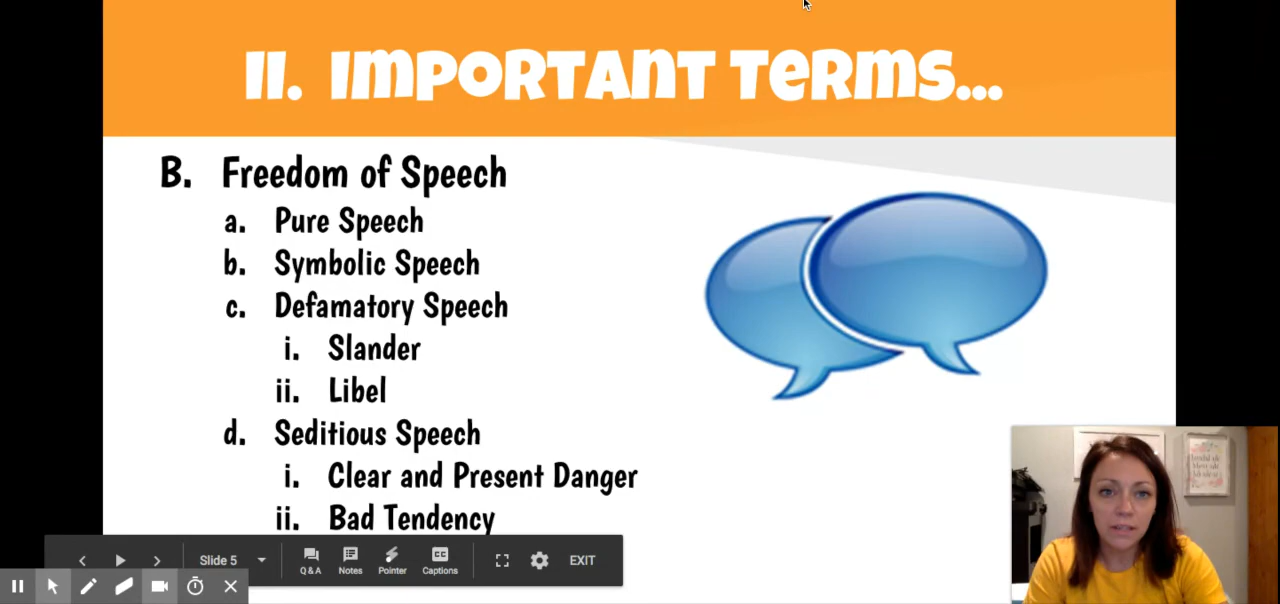 II. Important Terms...
B. Freedom of Speech
a. Pure Speech
b. Symbolic Speech
c. Defamatory Speech
i. Slander
ii. Libel
d. Seditious Speech
i. Clear and Present Danger
ii. Bad Tendency
Slide 5
Q & A
Notes
Pointer
CC
Captions
EXIT